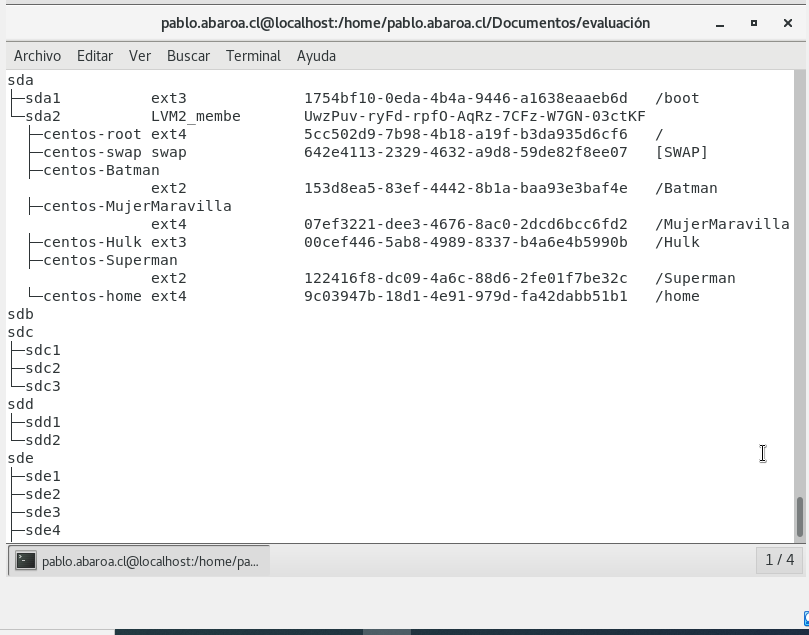 pablo.abaroa.cl@localhost:/home/pablo.abaroa.cl/Documentos/evaluación
Archivo Editar Ver Buscar Terminal Ayuda
sda
├─sda1 ext3 1754bf10-0eda-4b4a-9446-a1638eaaeb6d /boot
└─sda2 LVM2_membe UwzPuv-ryFd-rpfO-AqRz-7CFz-W7GN-03ctKF
├─centos-root ext4 5cc502d9-7b98-4b18-a19f-b3da935d6cf6 /
├─centos-swap swap 642e4113-2329-4632-a9d8-59de82f8ee07 [SWAP]
├─centos-Batman
ext2 153d8ea5-83ef-4442-8b1a-baa93e3baf4e /Batman
├─centos-MujerMaravilla
ext4 07ef3221-dee3-4676-8ac0-2dcd6bcc6fd2 /MujerMaravilla
├─centos-Hulk ext3 00cef446-5ab8-4989-8337-b4a6e4b5990b /Hulk
├─centos-Superman
ext2 122416f8-dc09-4a6c-88d6-2fe01f7be32c /Superman
└─centos-home ext4 9c03947b-18d1-4e91-979d-fa42dabb51b1 /home
sdb
sdc
├─sdc1
├─sdc2
└─sdc3
sdd
├─sdd1
└─sdd2
sde
├─sde1
├─sde2
├─sde3
├─sde4
pablo.abaroa.cl@localhost:/home/pa...
1 / 4